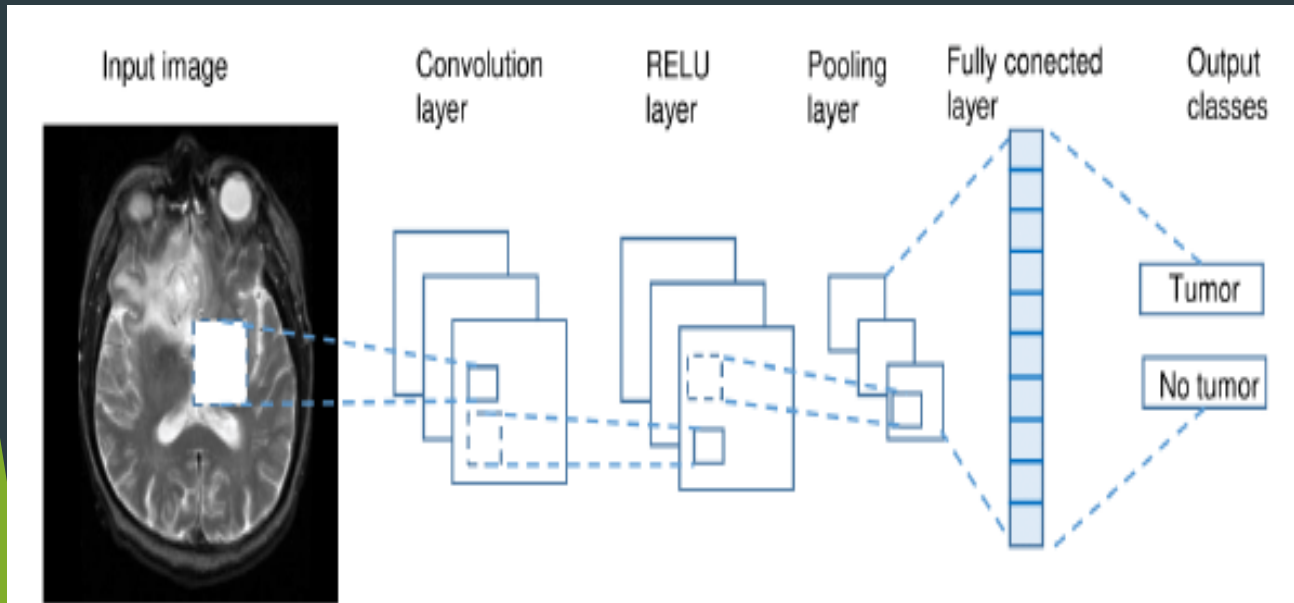 Input image
Convolution
layer
RELU
layer
Pooling
layer
Fully conected
layer
Output
classes
Tumor
No tumor